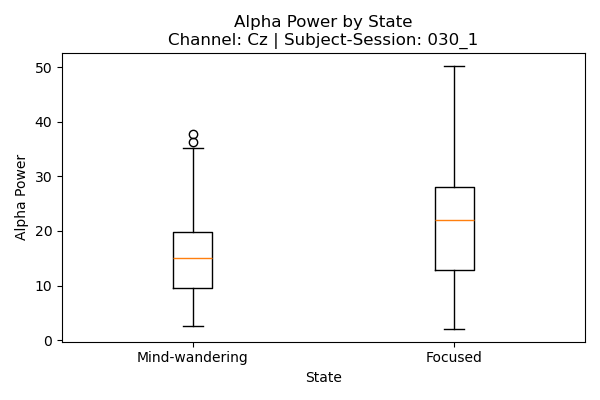 Alpha Power by State
Channel: Cz | Subject-Session: 030_1
Alpha Power
50
40
30
20
10
0
Mind-wandering
Focused
State